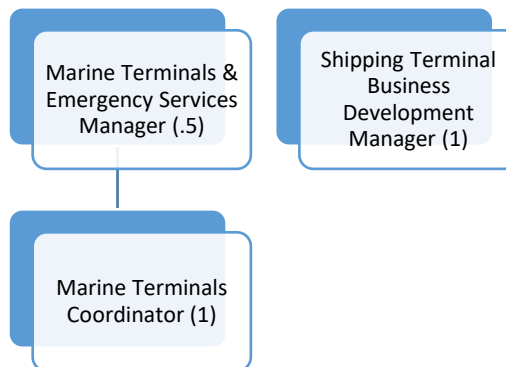 Marine Terminals &
Emergency Services
Manager (.5)
Shipping Terminal
Business
Development
Manager (1)
Marine Terminals
Coordinator (1)